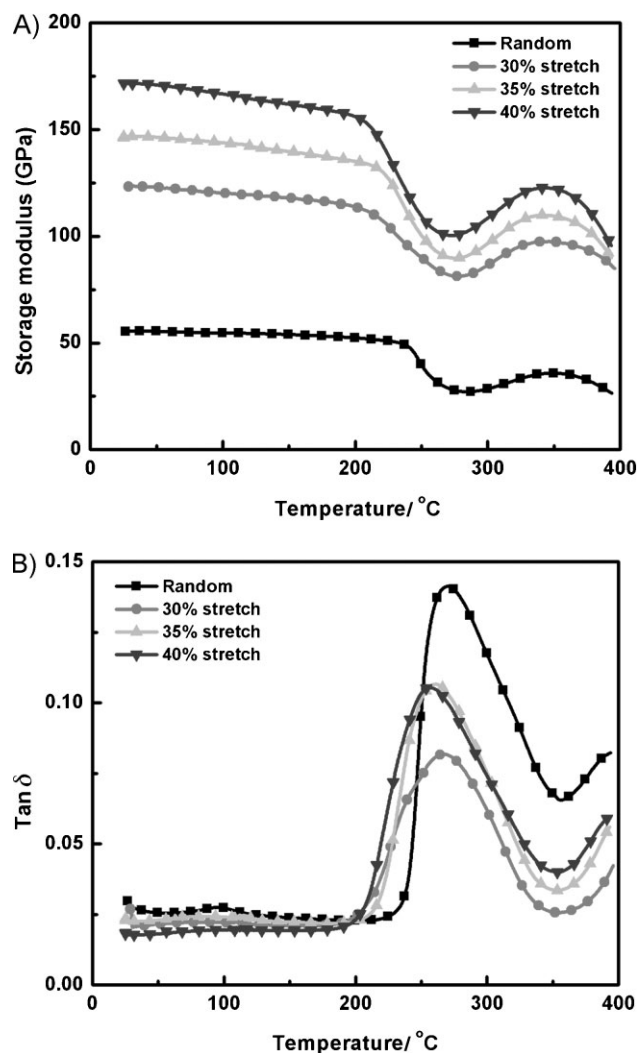 A)
200
150
100
50
0
Storage modulus (GPa)
Random
30% stretch
35% stretch
40% stretch
0
100
200
300
400
Temperature/ °C
B)
0.15
0.10
0.05
0.00
Tan δ
Random
30% stretch
35% stretch
40% stretch
0
100
200
300
400
Temperature/ °C